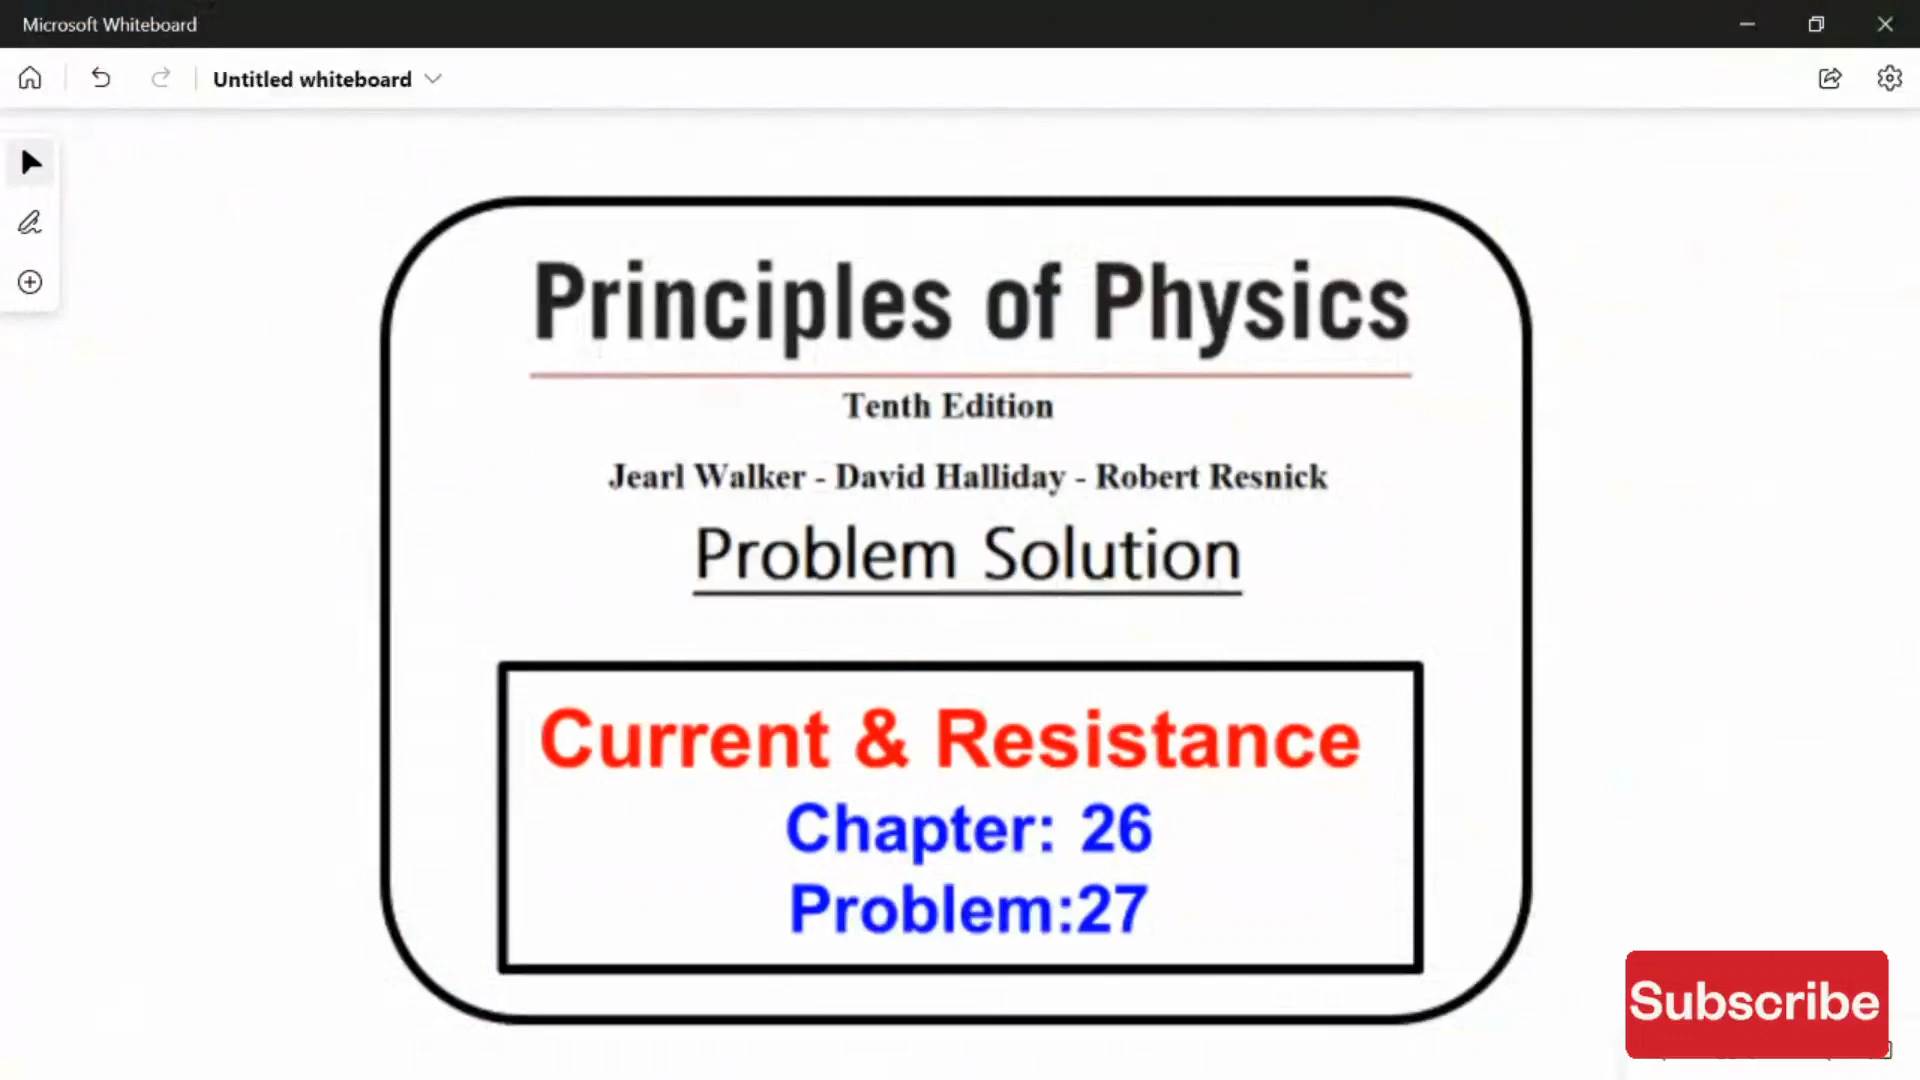 Microsoft Whiteboard
Untitled whiteboard
Principles of Physics
Tenth Edition
Jearl Walker - David Halliday - Robert Resnick
Problem Solution
Current & Resistance
Chapter: 26
Problem:27
Subscribe